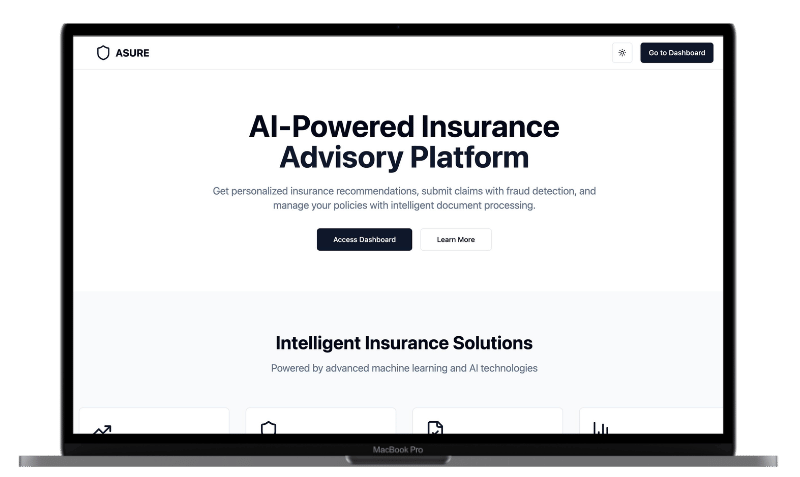 ASURE
Go to Dashboard
AI-Powered Insurance
Advisory Platform
Get personalized insurance recommendations, submit claims with fraud detection, and
manage your policies with intelligent document processing.
Access Dashboard
Learn More
Intelligent Insurance Solutions
Powered by advanced machine learning and AI technologies
MacBook Pro